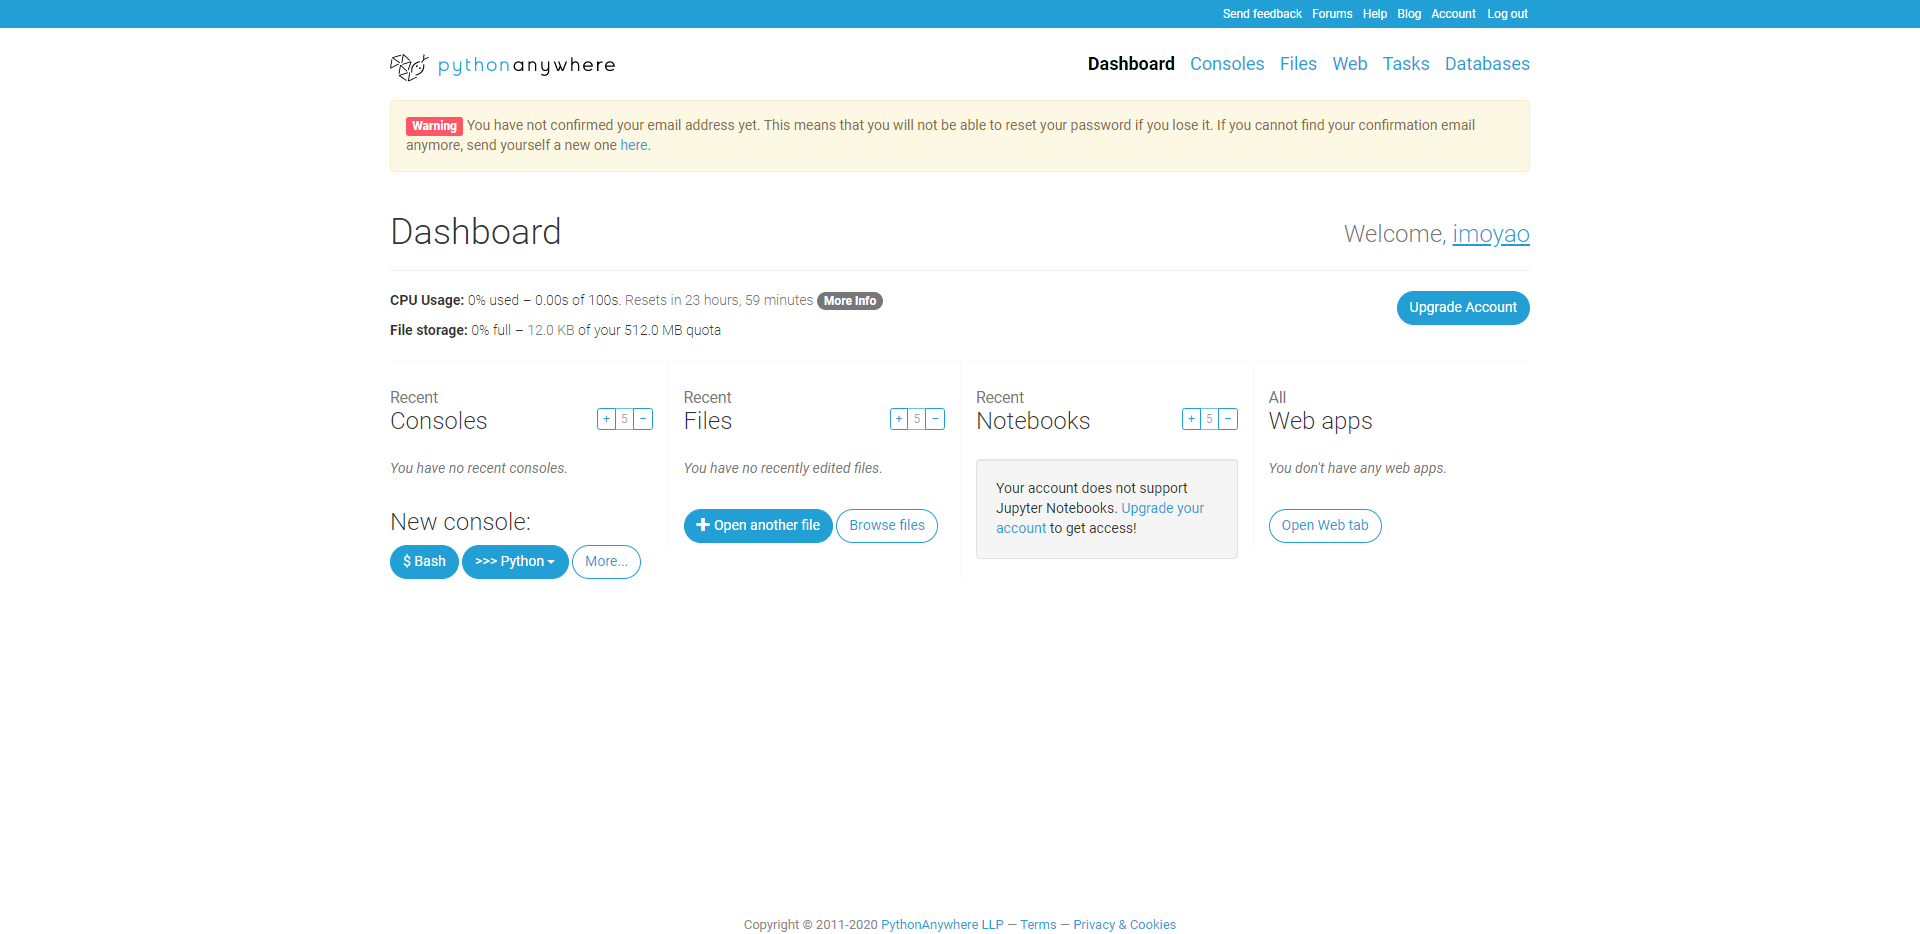 Send feedback Forums Help Blog Account Log out
pythonanywhere
Dashboard Consoles Files Web Tasks Databases
Warning You have not confirmed your email address yet. This means that you will not be able to reset your password if you lose it. If you cannot find your confirmation email
anymore, send yourself a new one here.
Dashboard
Welcome, imoyao
CPU Usage: 0% used – 0.00s of 100s. Resets in 23 hours, 59 minutes More Info
File storage: 0% full – 12.0 KB of your 512.0 MB quota
Upgrade Account
Recent
Consoles
+ 5 −
You have no recent consoles.
New console:
$ Bash >>> Python More...
Recent
Files
+ 5 −
You have no recently edited files.
+ Open another file Browse files
Recent
Notebooks
+ 5 −
Your account does not support
Jupyter Notebooks. Upgrade your
account to get access!
All
Web apps
You don't have any web apps.
Open Web tab
Copyright © 2011-2020 PythonAnywhere LLP — Terms — Privacy & Cookies